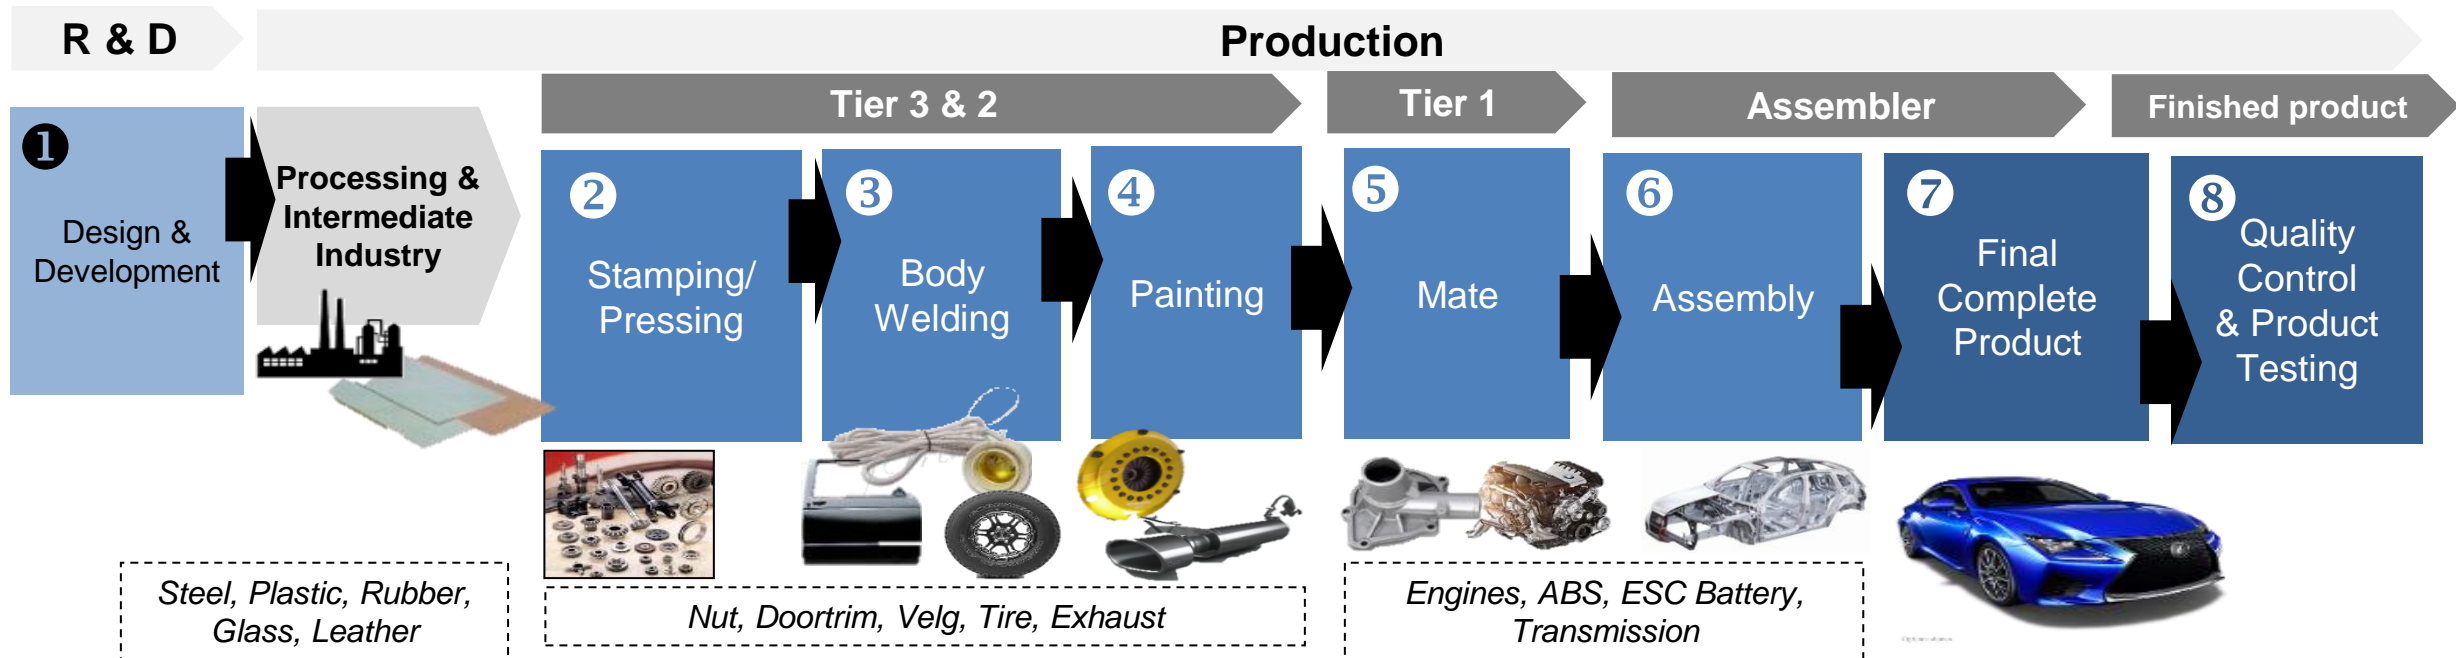 R & D
Production
Tier 3 & 2
Tier 1
Assembler
Finished product
1
Design &
Development
Processing &
Intermediate
Industry
2
Stamping/
Pressing
3
Body
Welding
4
Painting
5
Mate
6
Assembly
7
Final
Complete
Product
8
Quality
Control
& Product
Testing
Steel, Plastic, Rubber,
Glass, Leather
Nut, Doortrim, Velg, Tire, Exhaust
Engines, ABS, ESC Battery,
Transmission